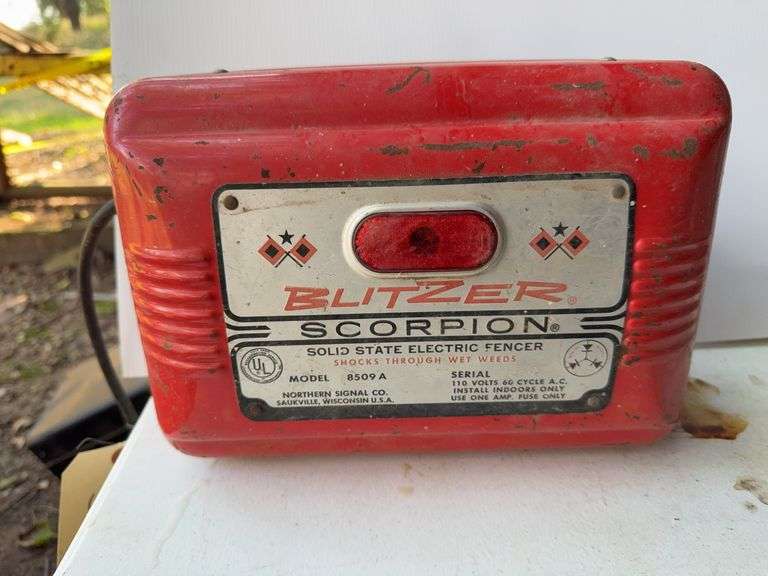 BLITZER®
SCORPION®
SOLID STATE ELECTRIC FENCER
SHOCKS THROUGH WET WEEDS
UL
MODEL 8509 A
SERIAL
110 VOLTS 60 CYCLE A.C.
INSTALL INDOORS ONLY
USE ONE AMP. FUSE ONLY
NORTHERN SIGNAL CO.
SAUKVILLE, WISCONSIN U.S.A.